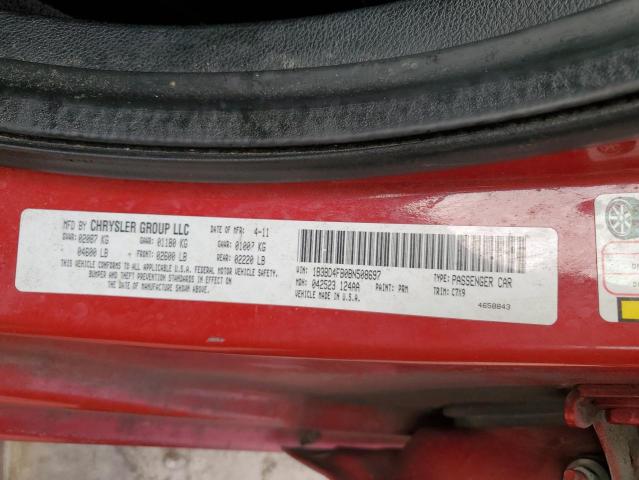 MFD BY CHRYSLER GROUP LLC
DATE OF MFR: 4-11
GVWR: 02087 KG
GAWR: 01180 KG
GAWR: 01007 KG
04600 LB
FRONT: 02600 LB
REAR: 02220 LB
THIS VEHICLE CONFORMS TO ALL APPLICABLE FEDERAL MOTOR VEHICLE SAFETY,
BUMPER AND THEFT PREVENTION STANDARDS IN EFFECT ON
THE DATE OF MANUFACTURE SHOWN ABOVE.
VIN: 1B3BD4FB0BN508697
TYPE: PASSENGER CAR
MDH: 042523 124AA
PAINT: PRM
TRIM: C7X9
VEHICLE MADE IN U.S.A.
4658843